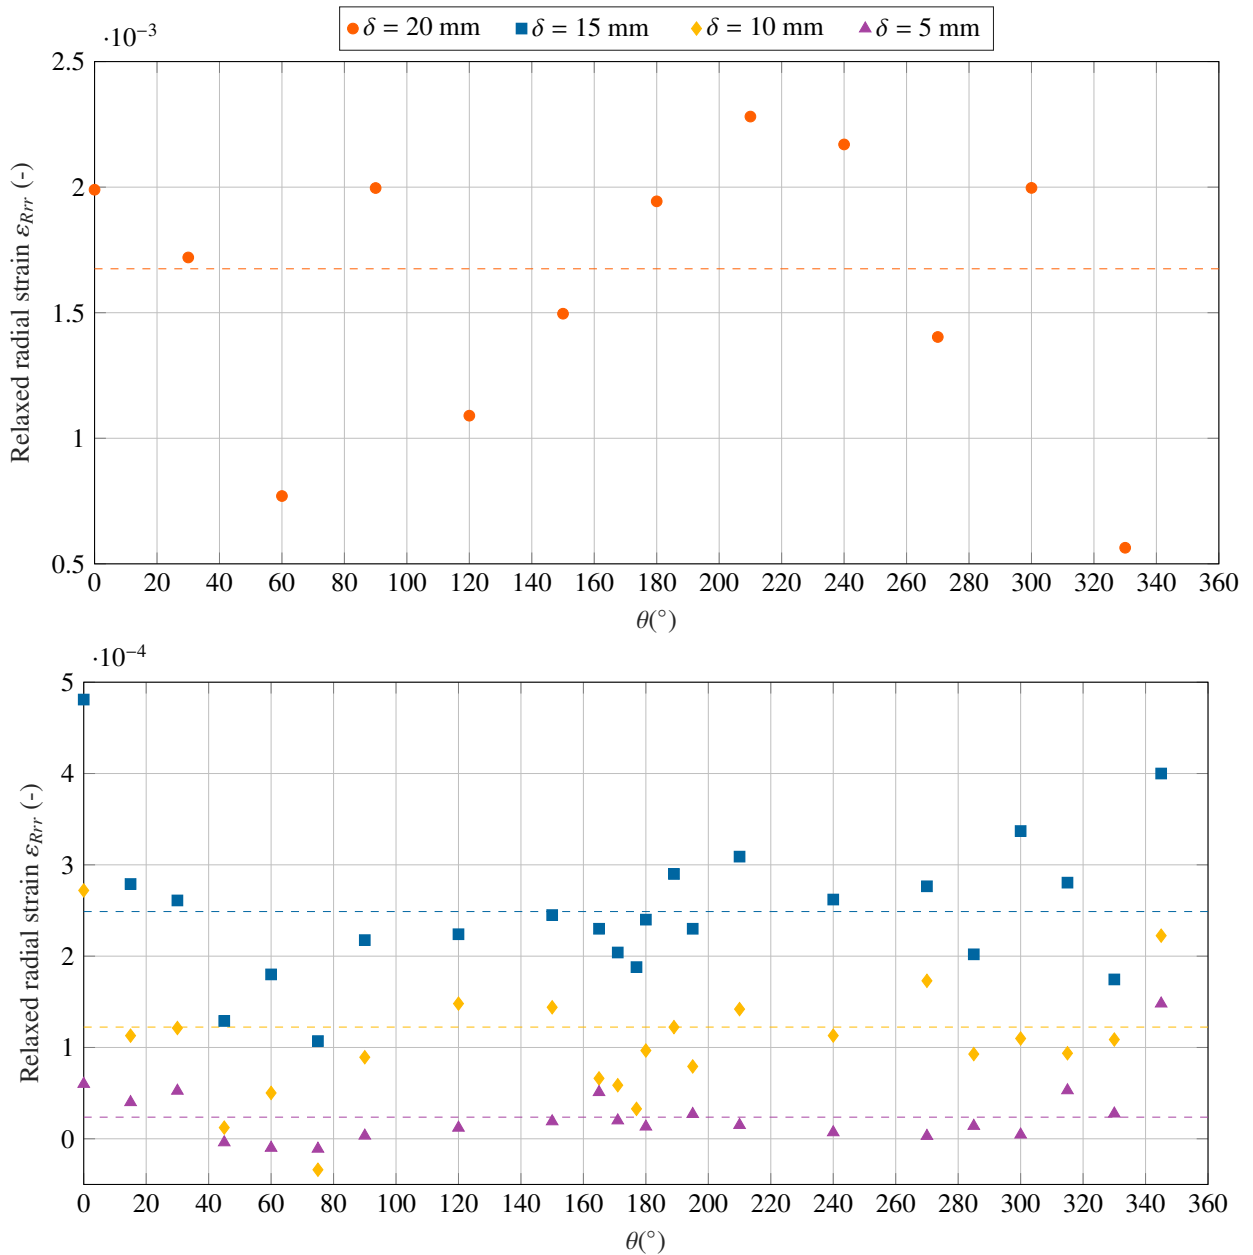 δ = 20 mm δ = 15 mm δ = 10 mm δ = 5 mm
·10⁻³
2.5
2
1.5
1
0.5
Relaxed radial strain εRrr (-)
0 20 40 60 80 100 120 140 160 180 200 220 240 260 280 300 320 340 360
θ(°)
·10⁻⁴
5
4
3
2
1
0
Relaxed radial strain εRrr (-)
0 20 40 60 80 100 120 140 160 180 200 220 240 260 280 300 320 340 360
θ(°)